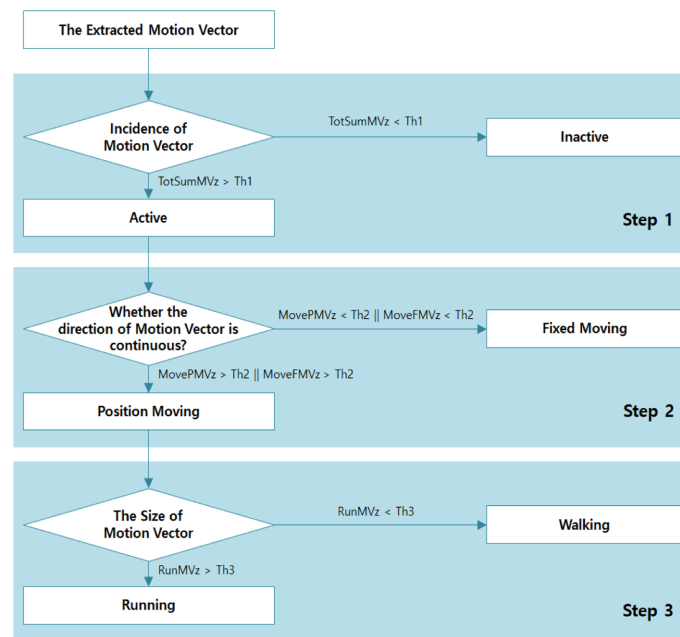 The Extracted Motion Vector
Incidence of
Motion Vector
TotSumMVz < Th1
Inactive
TotSumMVz > Th1
Active
Step 1
Whether the
direction of Motion Vector is
continuous?
MovePMVz < Th2 || MoveFMVz < Th2
Fixed Moving
MovePMVz > Th2 || MoveFMVz > Th2
Position Moving
Step 2
The Size of
Motion Vector
RunMVz < Th3
Walking
RunMVz > Th3
Running
Step 3